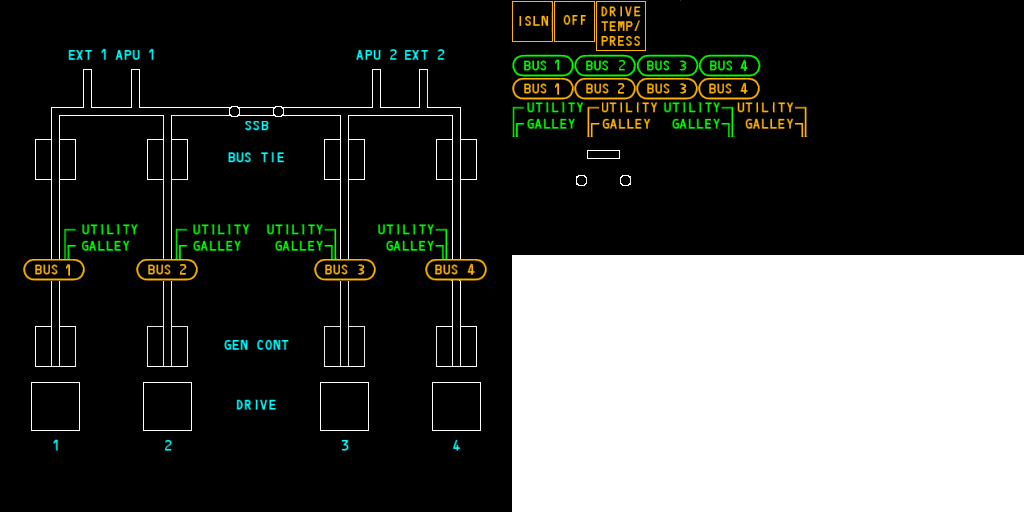 EXT 1 APU 1 APU 2 EXT 2
SSB
BUS TIE
UTILITY UTILITY UTILITY UTILITY
GALLEY GALLEY GALLEY GALLEY
BUS 1 BUS 2 BUS 3 BUS 4
GEN CONT
DRIVE
1 2 3 4
ISLN OFF DRIVE
TEMP/
PRESS
BUS 1 BUS 2 BUS 3 BUS 4
BUS 1 BUS 2 BUS 3 BUS 4
UTILITY UTILITY UTILITY UTILITY
GALLEY GALLEY GALLEY GALLEY